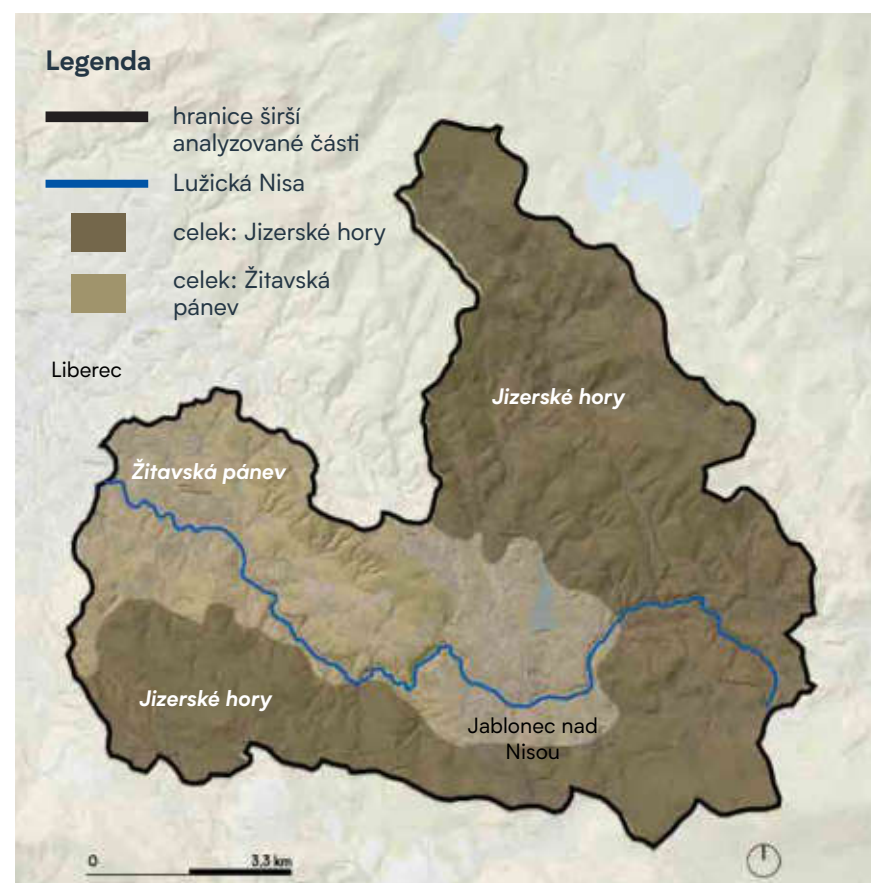 Legenda
hranice širší
analyzované části
Lužická Nisa
celek: Jizerské hory
celek: Žitavská
pánev
Liberec
Jizerské hory
Žitavská pánev
Jizerské hory
Jablonec nad
Nisou
0
3,3 km